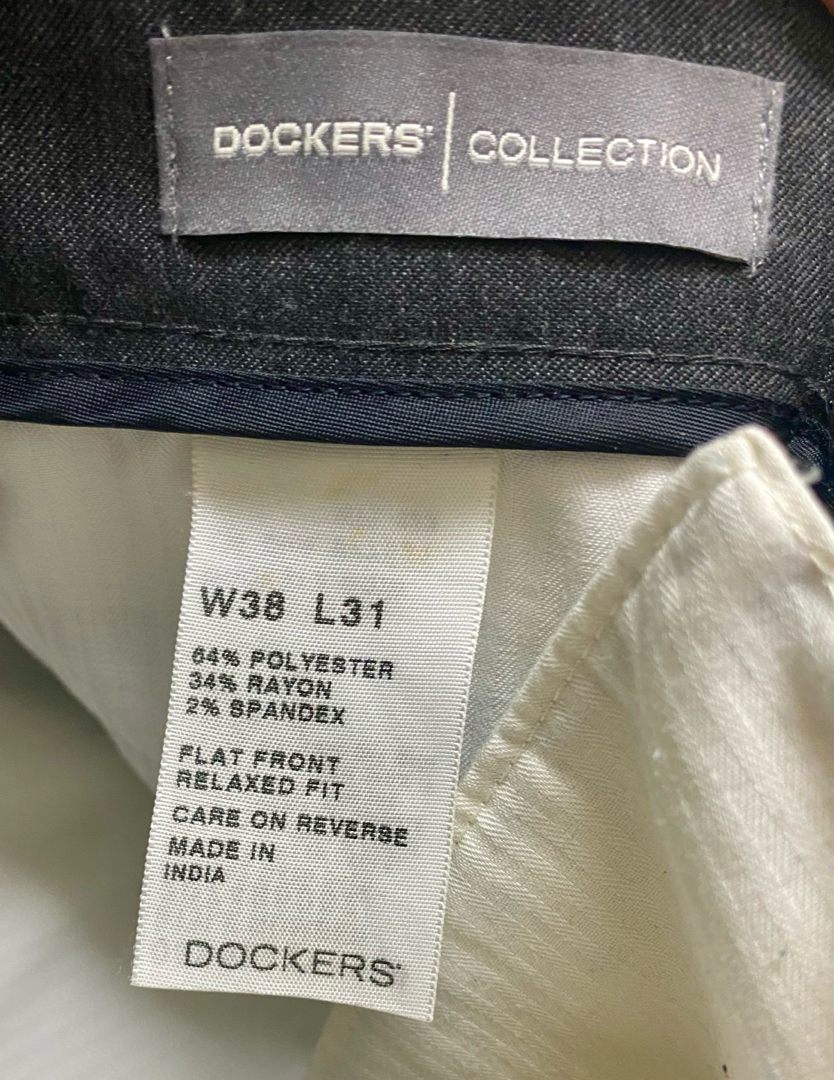 DOCKERS® | COLLECTION
W38 L31
64% POLYESTER
34% RAYON
2% SPANDEX
FLAT FRONT
RELAXED FIT
CARE ON REVERSE
MADE IN
INDIA
DOCKERS®